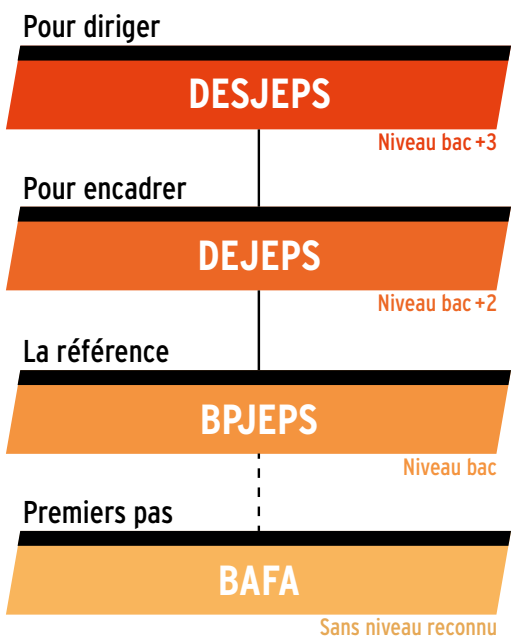 Pour diriger
DESJEPS
Niveau bac +3
Pour encadrer
DEJEPS
Niveau bac +2
La référence
BPJEPS
Niveau bac
Premiers pas
BAFA
Sans niveau reconnu